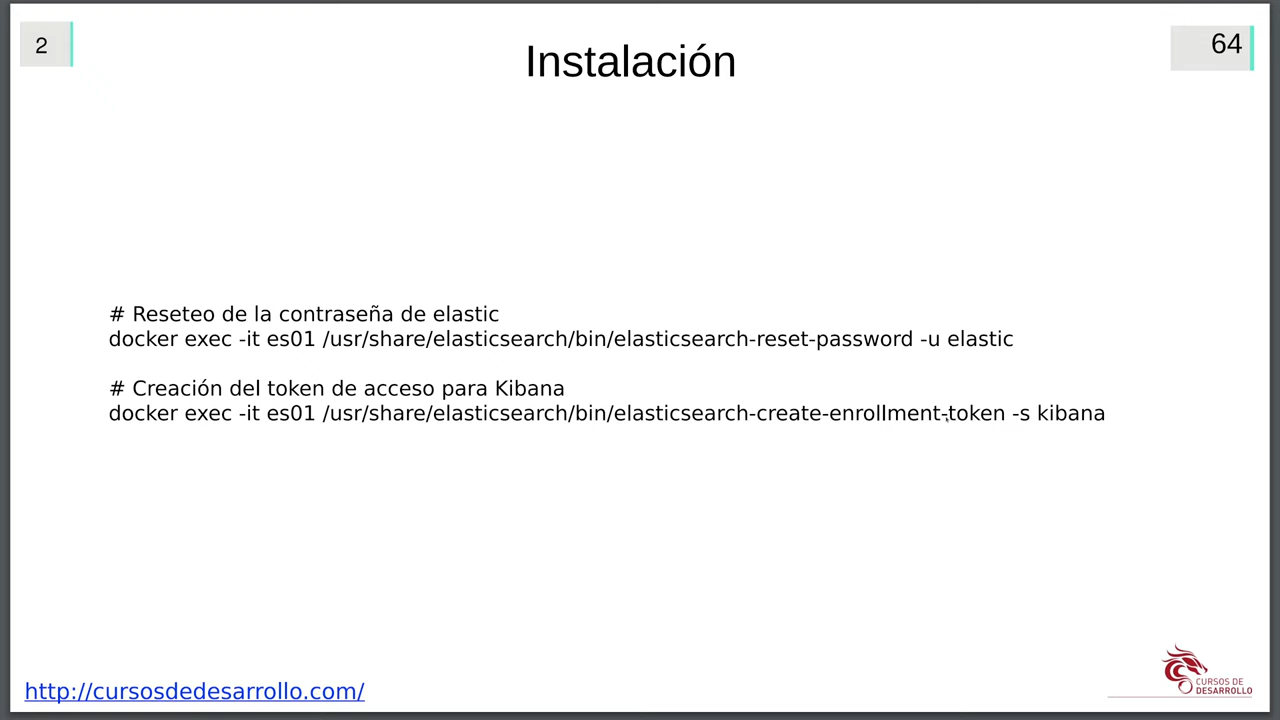 2
Instalación
64
# Reseteo de la contraseña de elastic
docker exec -it es01 /usr/share/elasticsearch/bin/elasticsearch-reset-password -u elastic
# Creación del token de acceso para Kibana
docker exec -it es01 /usr/share/elasticsearch/bin/elasticsearch-create-enrollment-token -s kibana
http://cursosdedesarrollo.com/
CURSOS DE
DESARROLLO